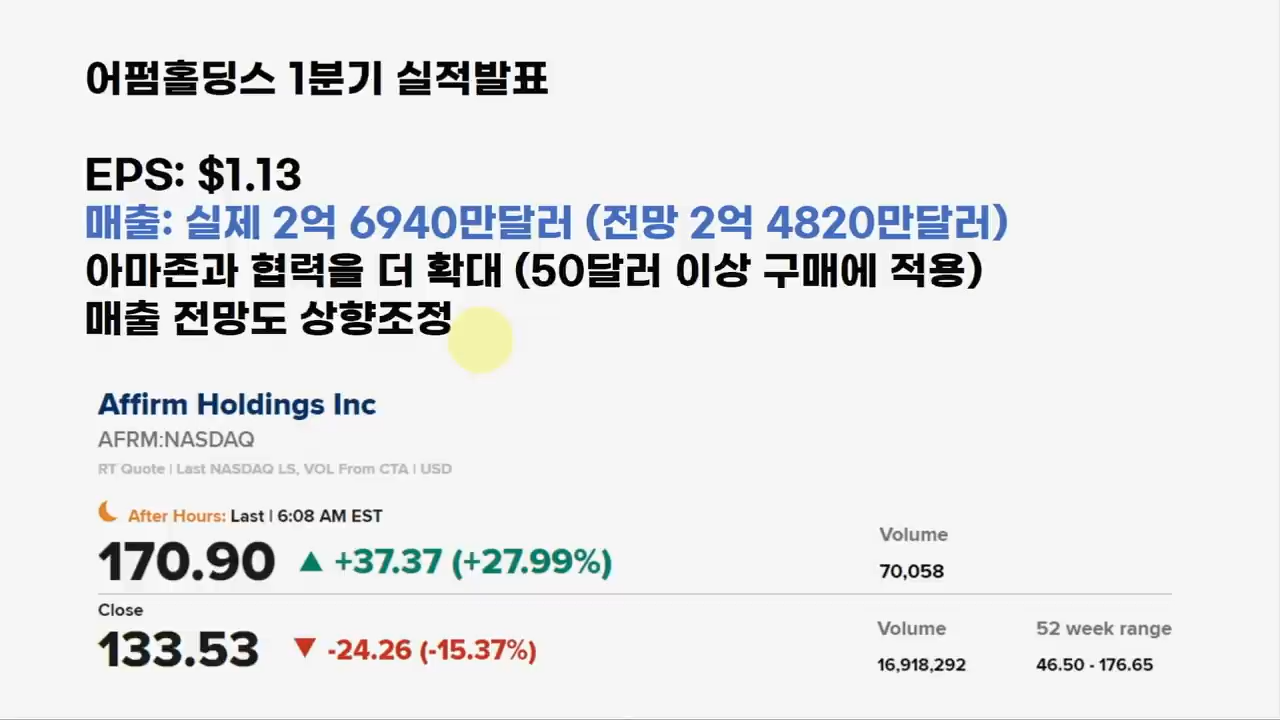 어펌홀딩스 1분기 실적발표
EPS: $1.13
매출: 실제 2억 6940만달러 (전망 2억 4820만달러)
아마존과 협력을 더 확대 (50달러 이상 구매에 적용)
매출 전망도 상향조정
Affirm Holdings Inc
AFRM:NASDAQ
RT Quote | Last NASDAQ LS, VOL From CTA | USD
After Hours: Last | 6:08 AM EST
170.90 ▲ +37.37 (+27.99%)
Volume
70,058
Close
133.53 ▼ -24.26 (-15.37%)
Volume
16,918,292
52 week range
46.50 - 176.65